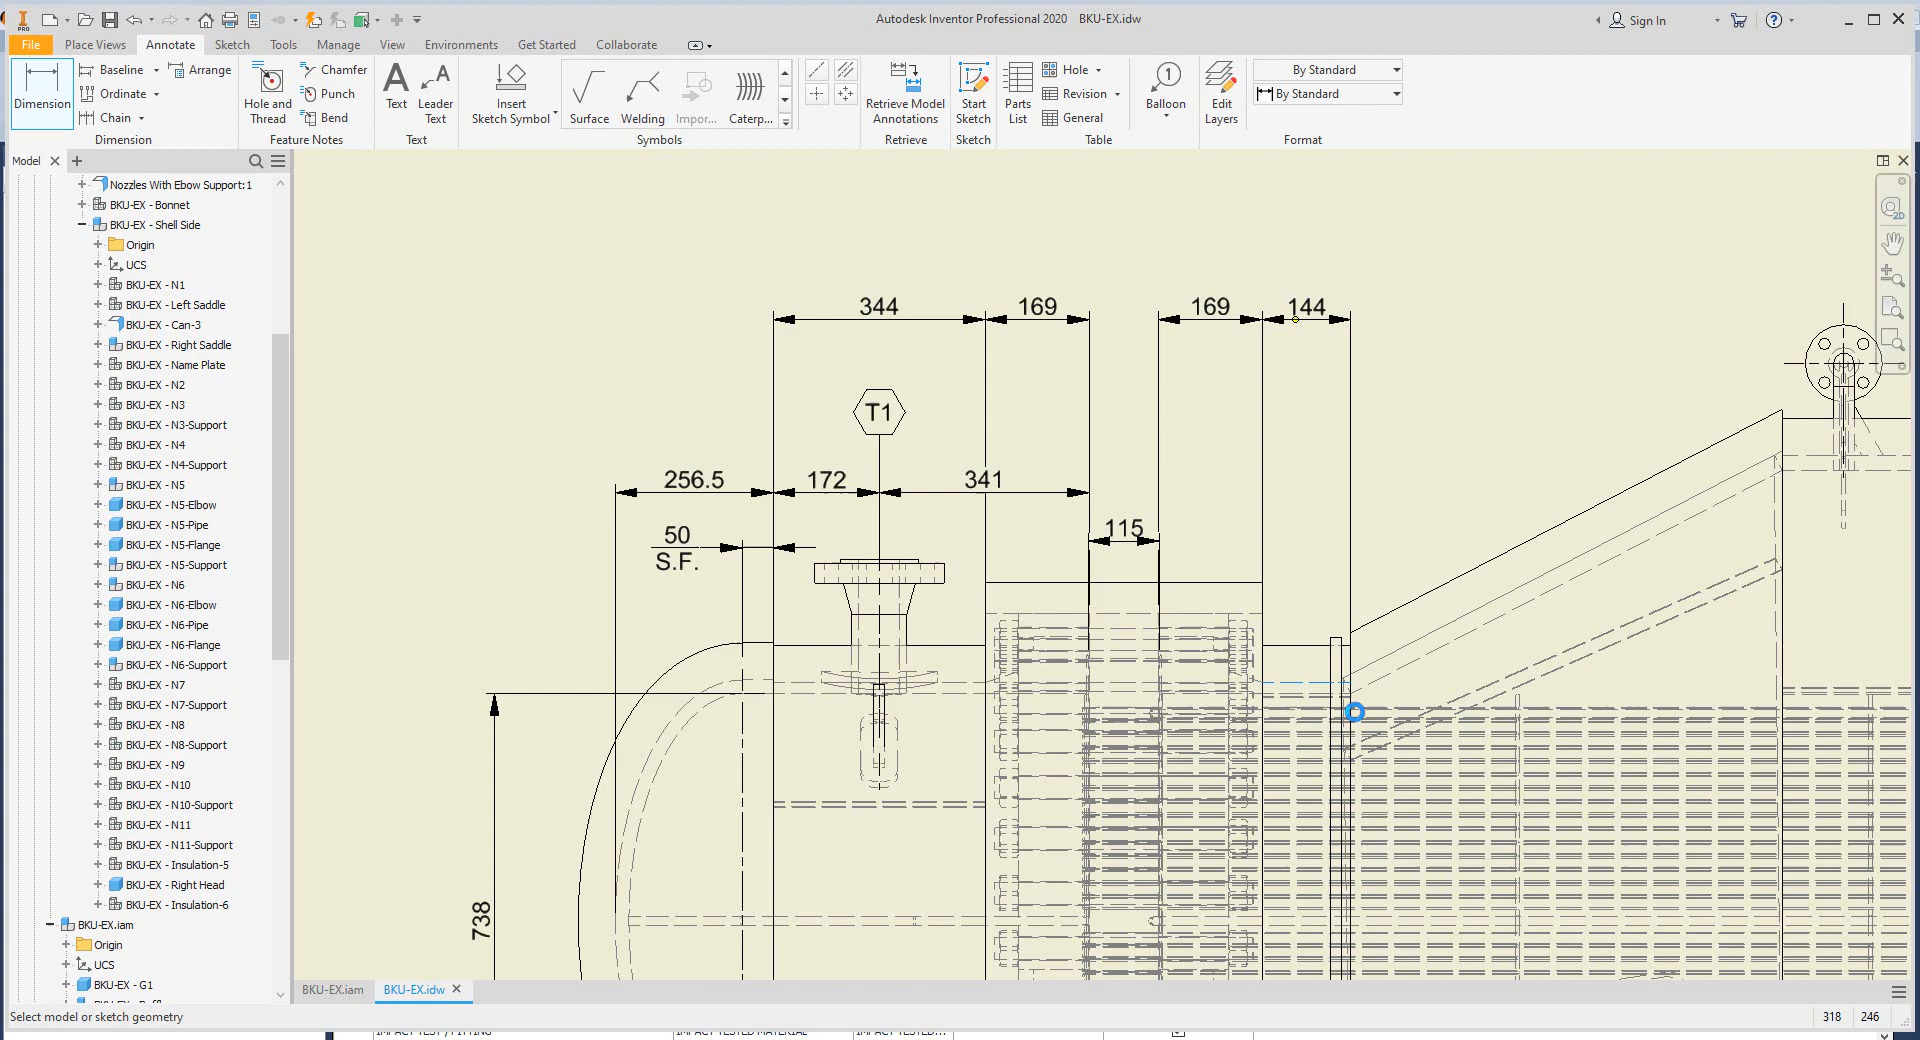 Autodesk Inventor Professional 2020 BKU-EX.idw
Sign In
PRO
File
Place Views
Annotate
Sketch
Tools
Manage
View
Environments
Get Started
Collaborate
Dimension
Baseline
Ordinate
Chain
Arrange
Dimension
Hole and
Thread
Chamfer
Punch
Bend
Feature Notes
Text
Leader
Text
Text
Insert
Sketch Symbol
Surface
Welding
Impor...
Caterp...
Symbols
Retrieve Model
Annotations
Retrieve
Start
Sketch
Sketch
Parts
List
Hole
Revision
General
Table
Balloon
Edit
Layers
By Standard
By Standard
Format
Model
Nozzles With Ebow Support:1
BKU-EX - Bonnet
BKU-EX - Shell Side
Origin
UCS
BKU-EX - N1
BKU-EX - Left Saddle
BKU-EX - Can-3
BKU-EX - Right Saddle
BKU-EX - Name Plate
BKU-EX - N2
BKU-EX - N3
BKU-EX - N3-Support
BKU-EX - N4
BKU-EX - N4-Support
BKU-EX - N5
BKU-EX - N5-Elbow
BKU-EX - N5-Pipe
BKU-EX - N5-Flange
BKU-EX - N5-Support
BKU-EX - N6
BKU-EX - N6-Elbow
BKU-EX - N6-Pipe
BKU-EX - N6-Flange
BKU-EX - N6-Support
BKU-EX - N7
BKU-EX - N7-Support
BKU-EX - N8
BKU-EX - N8-Support
BKU-EX - N9
BKU-EX - N10
BKU-EX - N10-Support
BKU-EX - N11
BKU-EX - N11-Support
BKU-EX - Insulation-5
BKU-EX - Right Head
BKU-EX - Insulation-6
BKU-EX.iam
Origin
UCS
BKU-EX - G1
2D
344
169
169
144
T1
256.5
172
341
50
S.F.
115
738
BKU-EX.iam
BKU-EX.idw
Select model or sketch geometry
318
246